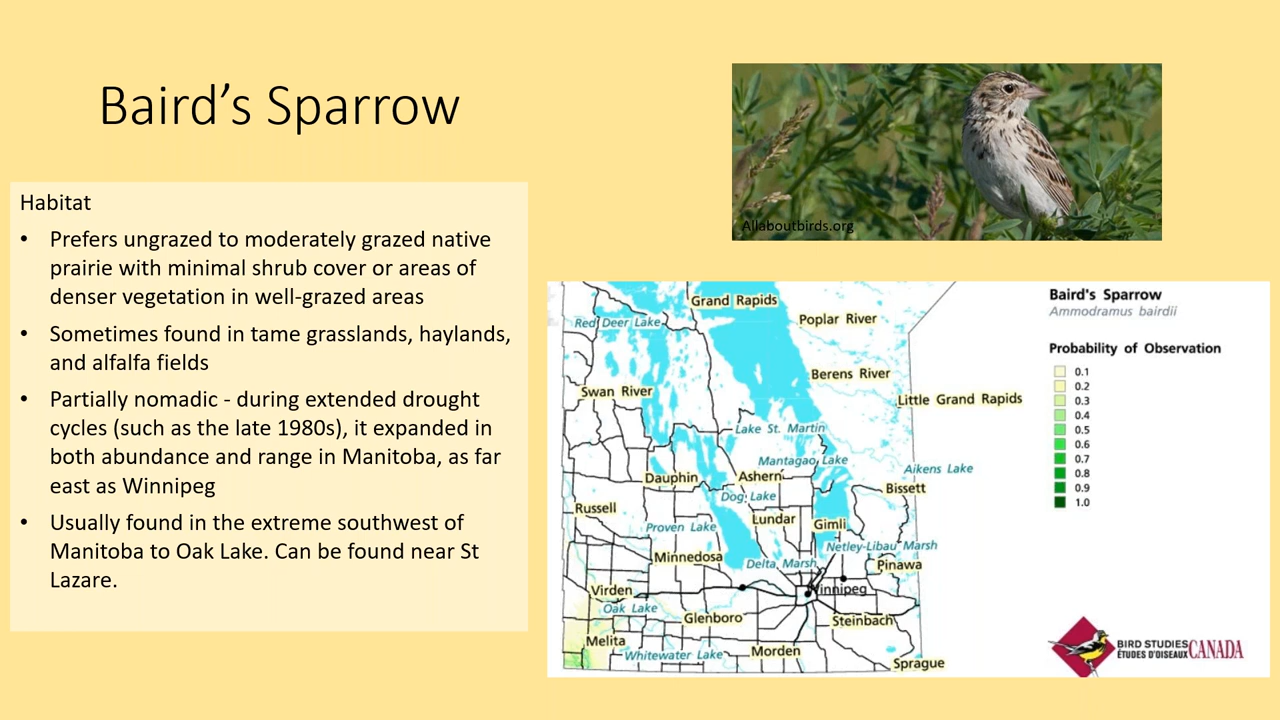 Baird’s Sparrow
Habitat
• Prefers ungrazed to moderately grazed native
prairie with minimal shrub cover or areas of
denser vegetation in well-grazed areas
• Sometimes found in tame grasslands, haylands,
and alfalfa fields
• Partially nomadic - during extended drought
cycles (such as the late 1980s), it expanded in
both abundance and range in Manitoba, as far
east as Winnipeg
• Usually found in the extreme southwest of
Manitoba to Oak Lake. Can be found near St
Lazare.
Allaboutbirds.org
Grand Rapids
Red Deer Lake
Poplar River
Berens River
Swan River
Little Grand Rapids
Lake St. Martin
Mantagao Lake
Aikens Lake
Dauphin
Ashern
Bissett
Dog Lake
Russell
Lundar
Gimli
Proven Lake
Netley-Libau Marsh
Minnedosa
Delta Marsh
Pinawa
Virden
Winnipeg
Oak Lake
Glenboro
Steinbach
Melita
Whitewater Lake
Morden
Sprague
Baird's Sparrow
Ammodramus bairdii
Probability of Observation
0.1
0.2
0.3
0.4
0.5
0.6
0.7
0.8
0.9
1.0
BIRD STUDIES
ÉTUDES D'OISEAUX
CANADA